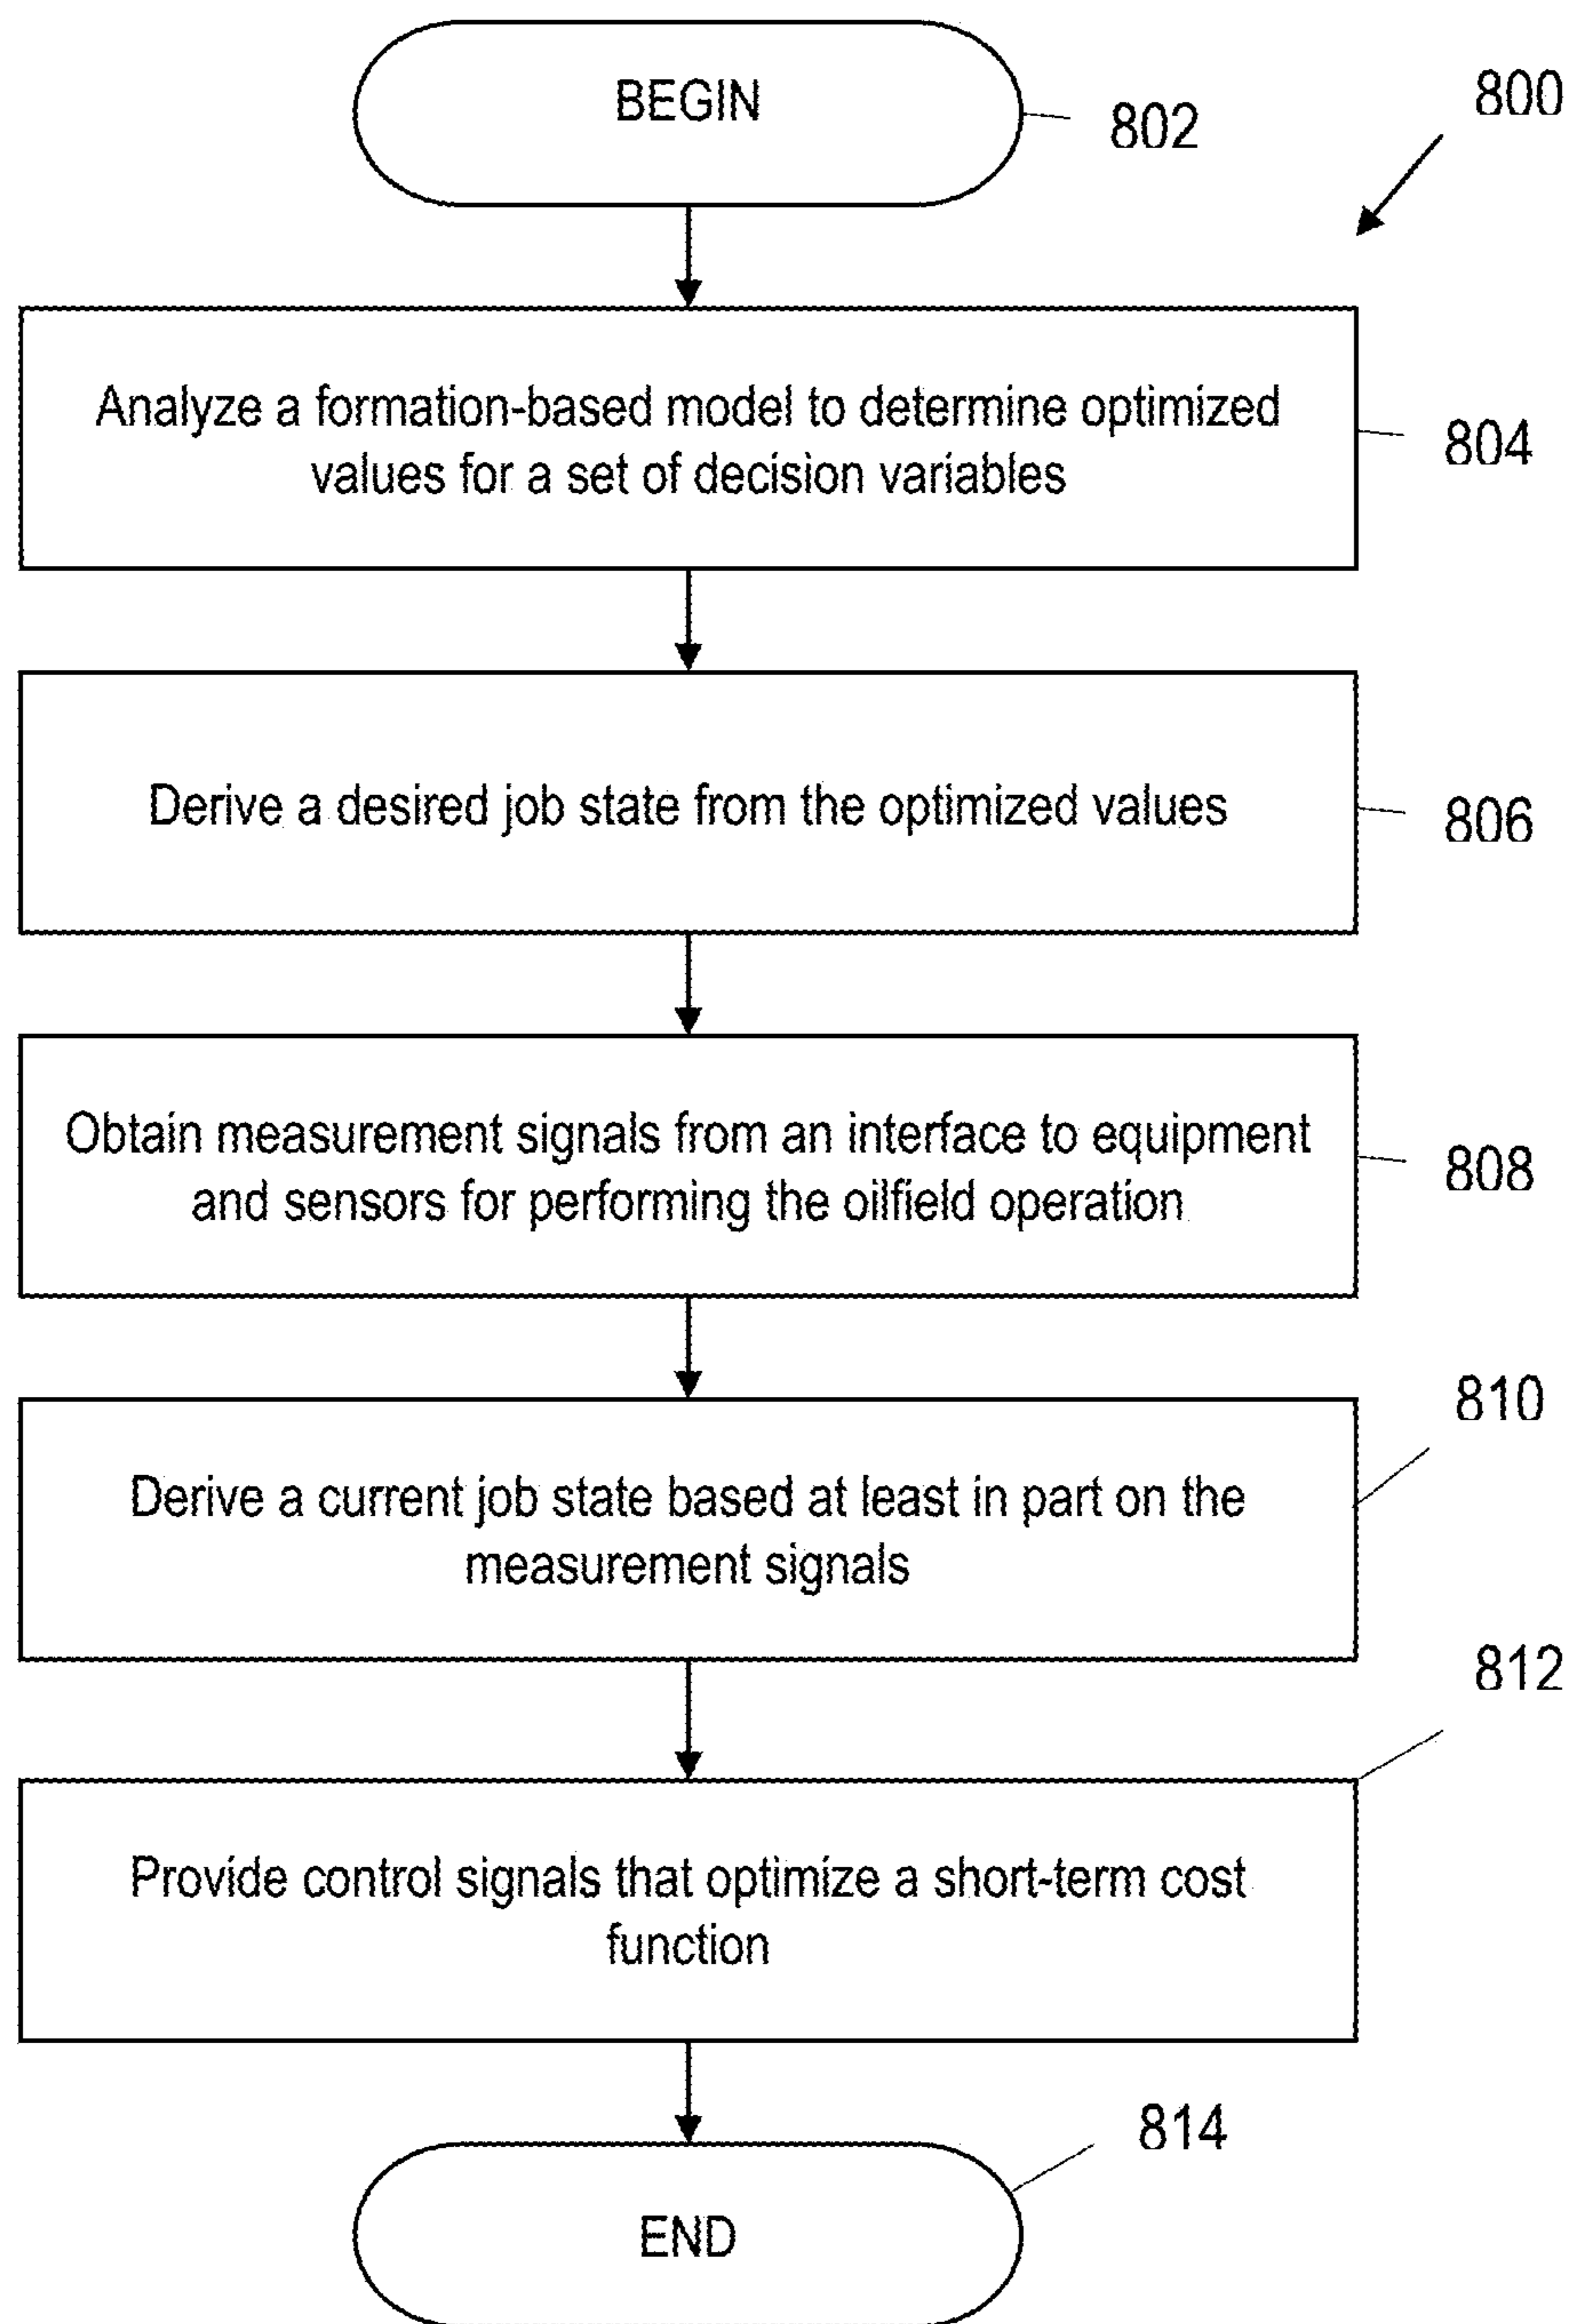 BEGIN
802
800
Analyze a formation-based model to determine optimized
values for a set of decision variables
804
Derive a desired job state from the optimized values
806
Obtain measurement signals from an interface to equipment
and sensors for performing the oilfield operation
808
810
Derive a current job state based at least in part on the
measurement signals
812
Provide control signals that optimize a short-term cost
function
814
END